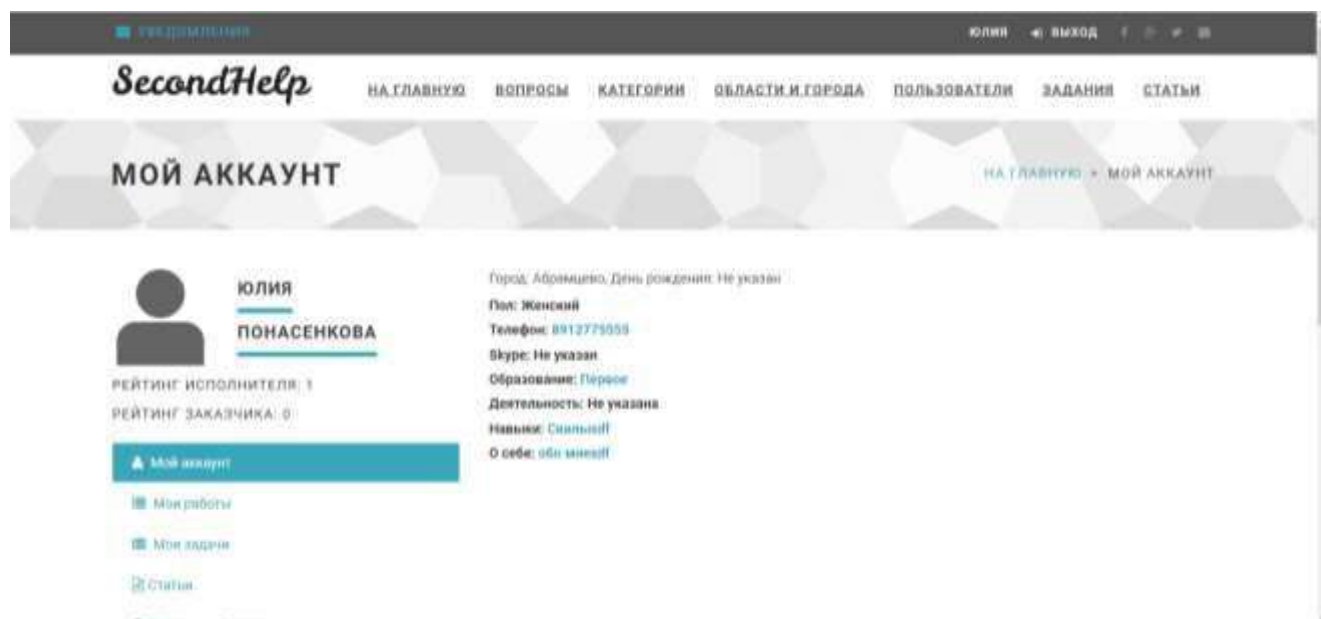 УВЕДОМЛЕНИЯ ЮЛИЯ ВЫХОД
SecondHelp НА ГЛАВНУЮ ВОПРОСЫ КАТЕГОРИИ ОБЛАСТИ И ГОРОДА ПОЛЬЗОВАТЕЛИ ЗАДАНИЯ СТАТЬИ
МОЙ АККАУНТ НА ГЛАВНУЮ » МОЙ АККАУНТ
ЮЛИЯ
ПОНАСЕНКОВА
РЕЙТИНГ ИСПОЛНИТЕЛЯ: 1
РЕЙТИНГ ЗАКАЗЧИКА: 0
Мой аккаунт
Мои работы
Мои задачи
Статьи
Город: Абрамцево, День рождения: Не указан
Пол: Женский
Телефон: 8912775559
Skype: Не указан
Образование: Первое
Деятельность: Не указана
Навыки:
О себе: обо мнеdf